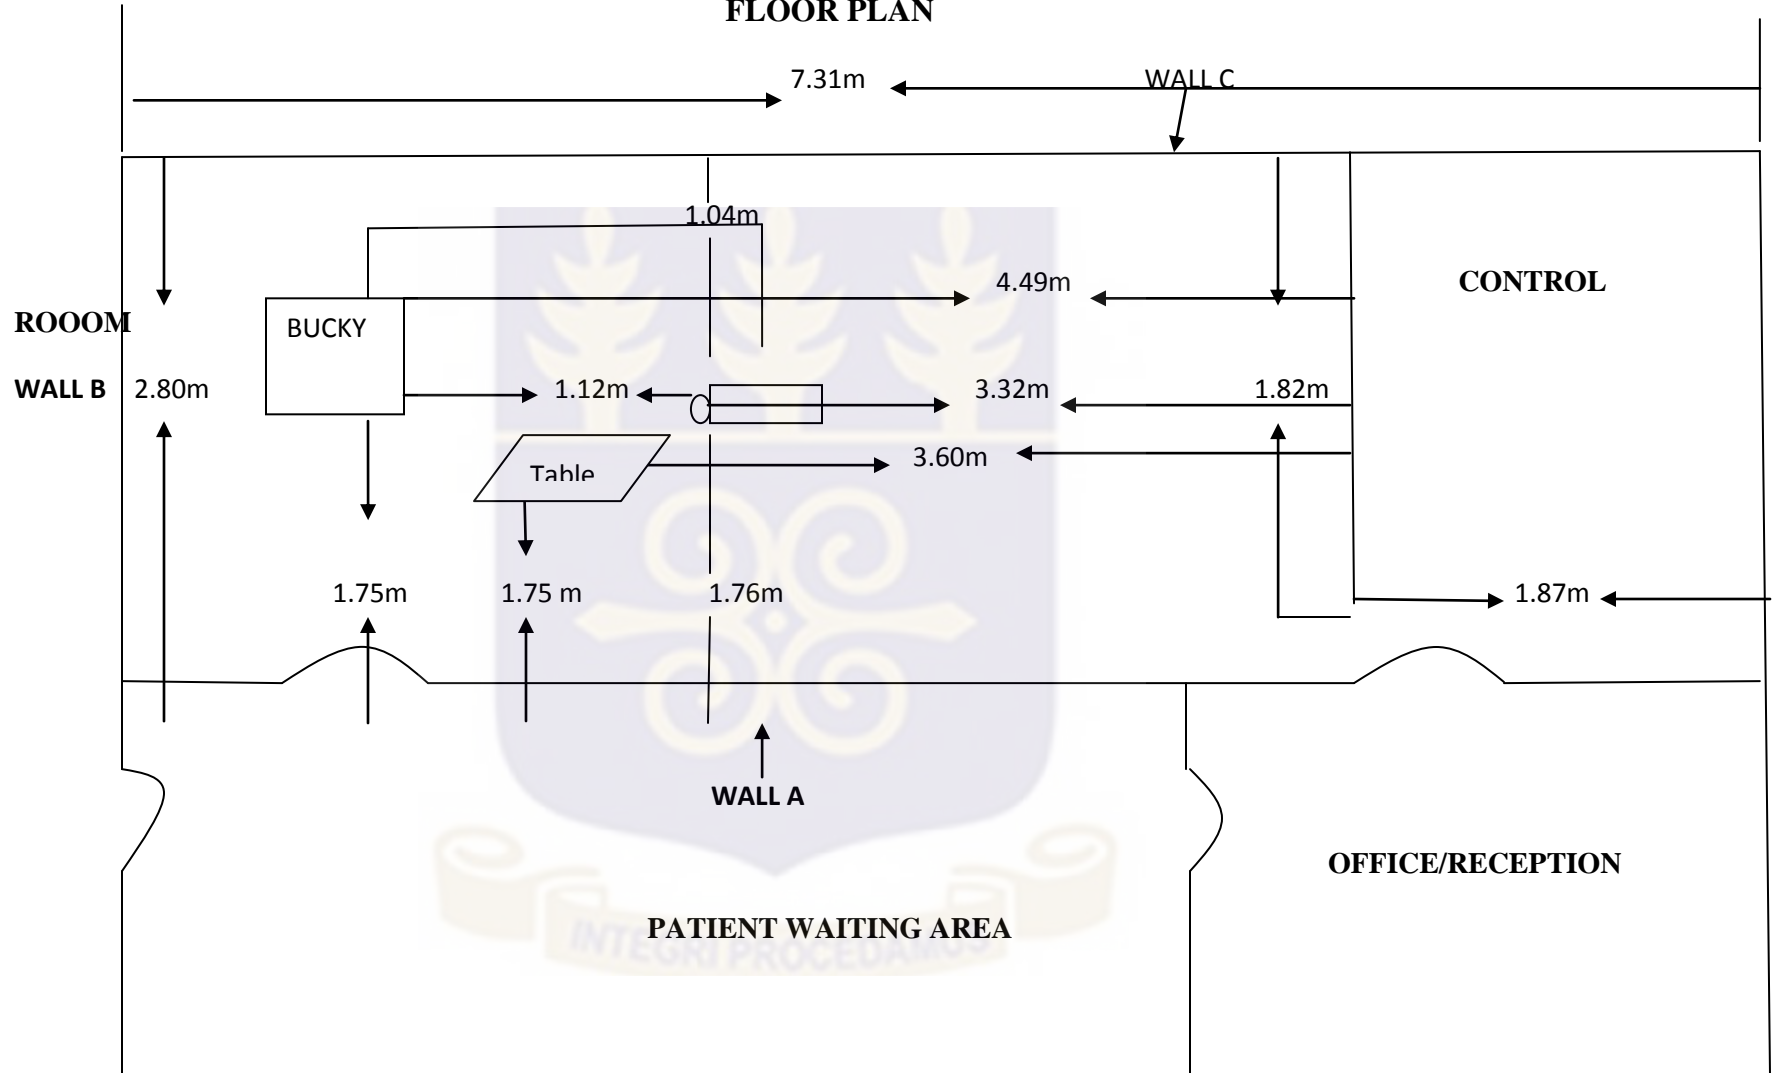 FLOOR PLAN
7.31m
WALL C
1.04m
4.49m
CONTROL
ROOOM
BUCKY
WALL B
2.80m
1.12m
3.32m
1.82m
3.60m
Table
1.75m
1.75 m
1.76m
1.87m
WALL A
OFFICE/RECEPTION
PATIENT WAITING AREA
INTEGRI PROCEDAMUS